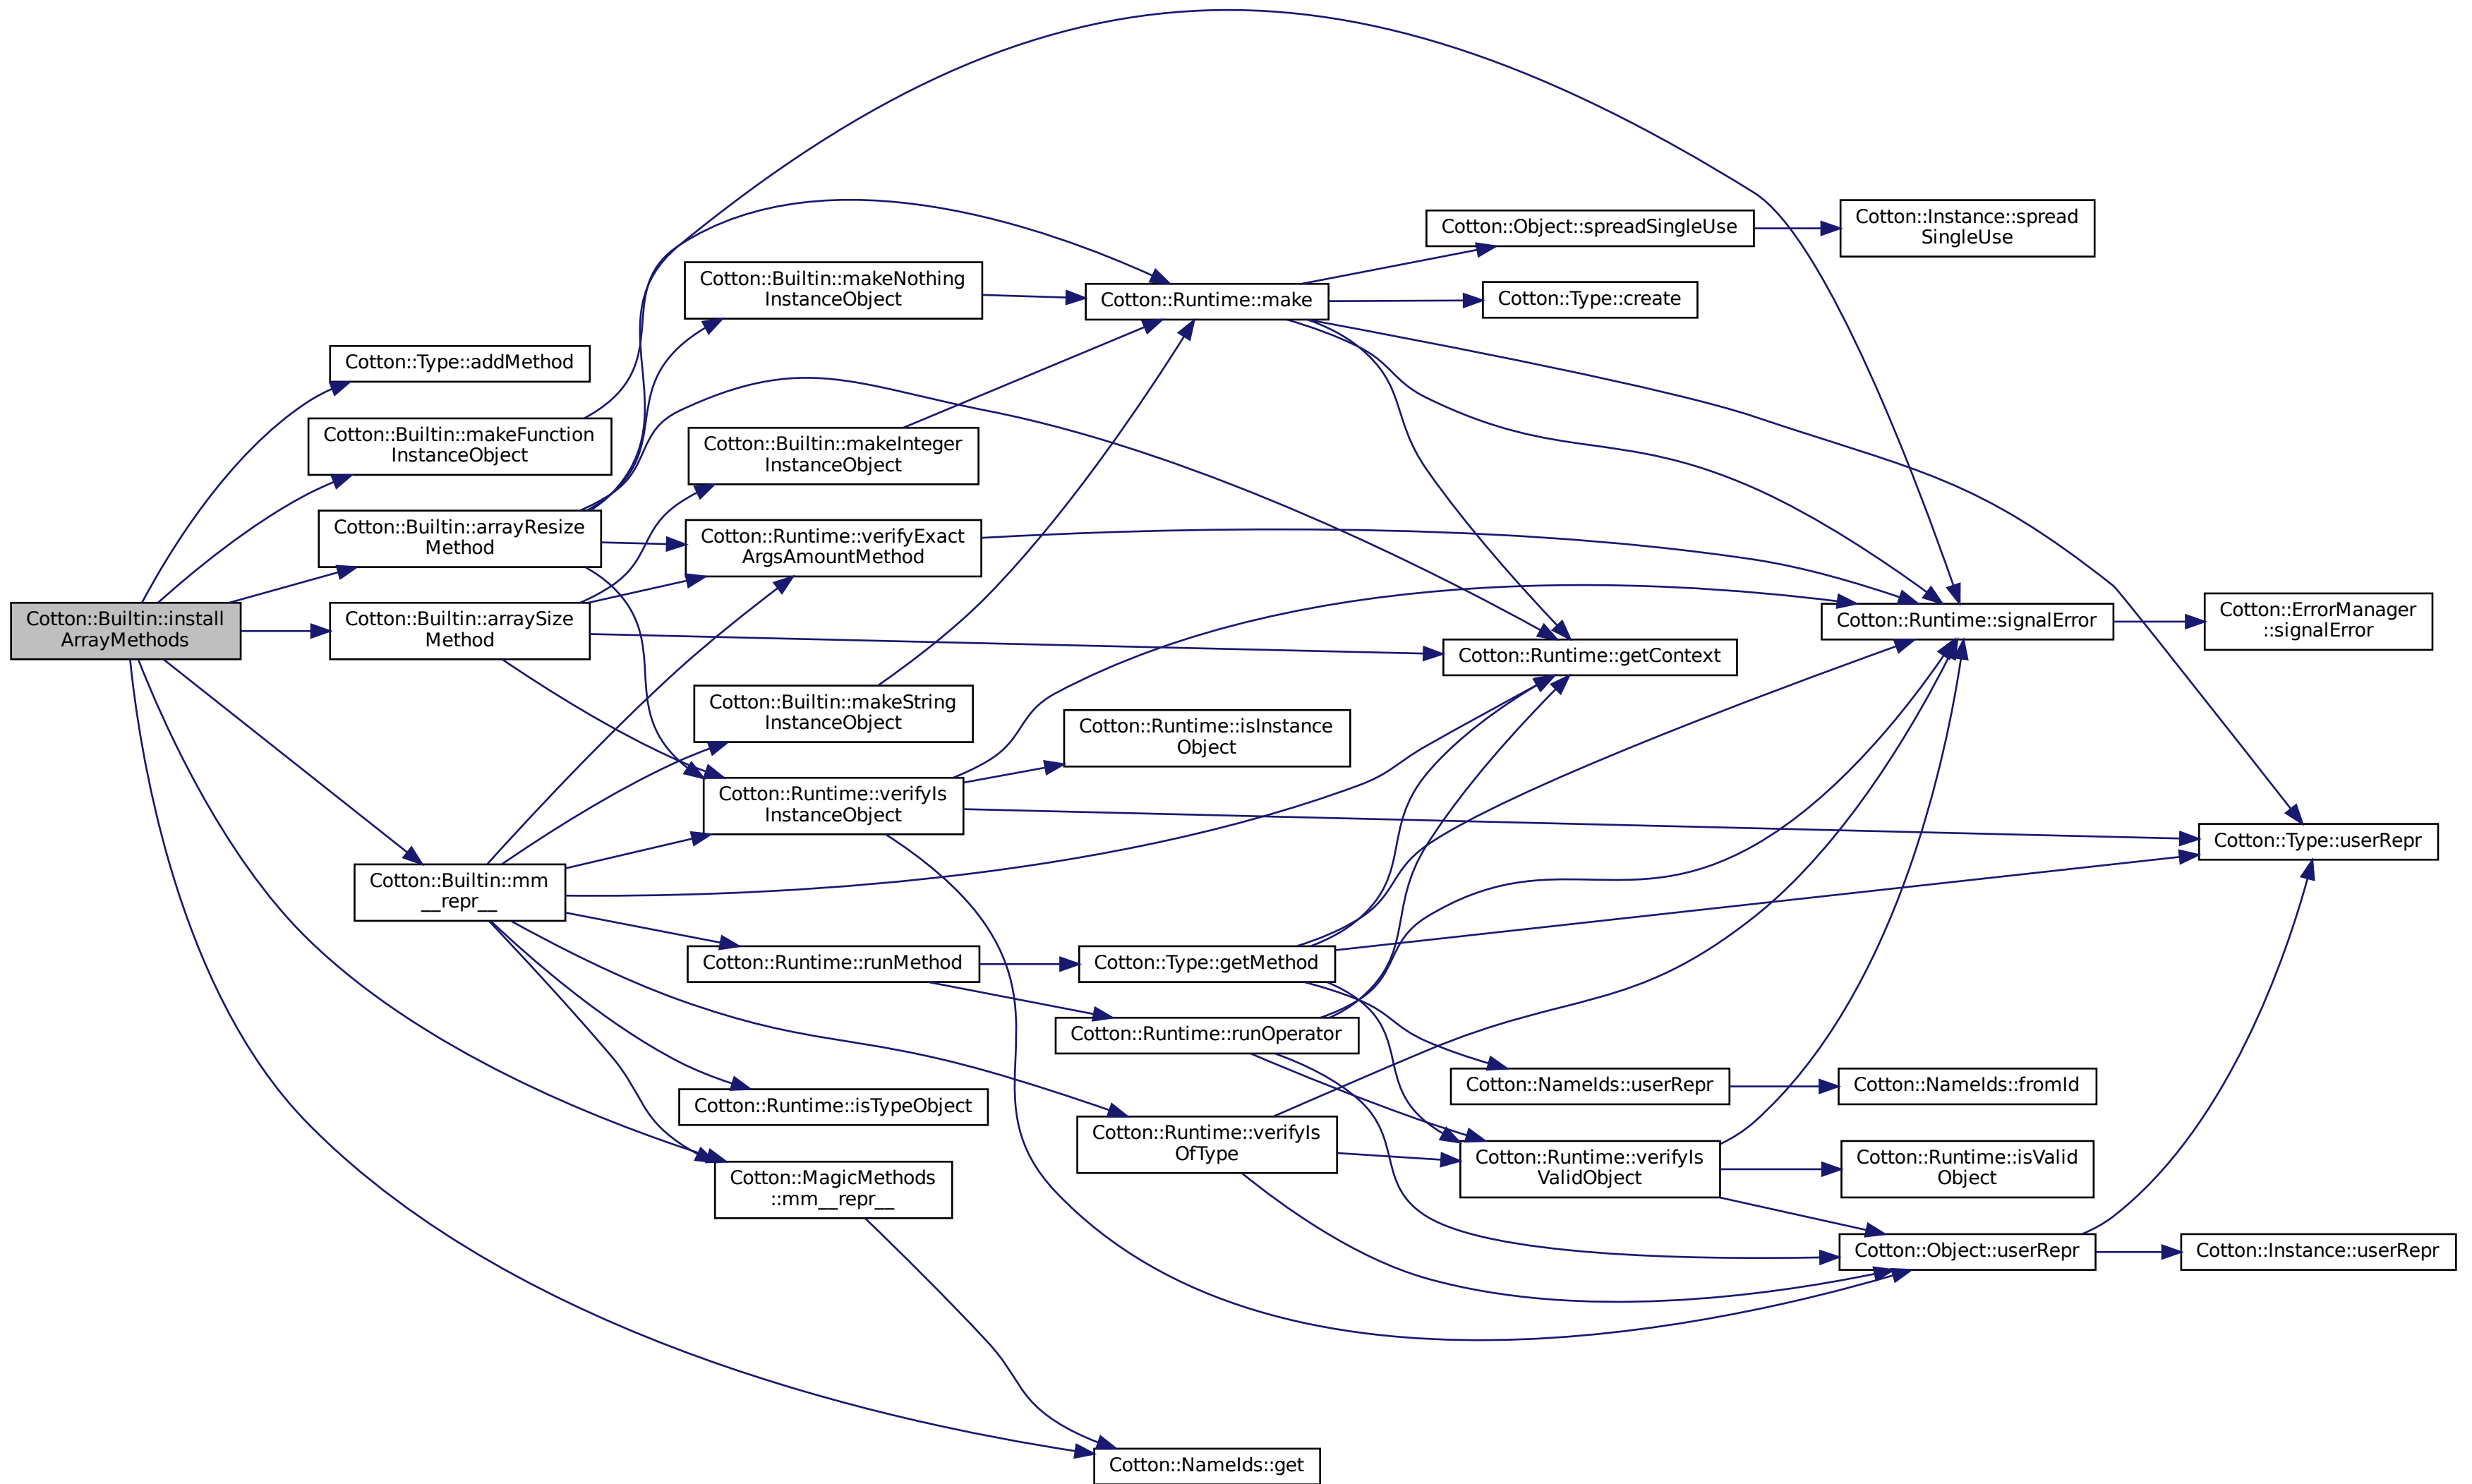 Cotton::Builtin::install
ArrayMethods
Cotton::Type::addMethod
Cotton::Builtin::makeFunction
InstanceObject
Cotton::Builtin::arrayResize
Method
Cotton::Builtin::arraySize
Method
Cotton::Builtin::mm
__repr__
Cotton::Builtin::makeNothing
InstanceObject
Cotton::Builtin::makeInteger
InstanceObject
Cotton::Runtime::verifyExact
ArgsAmountMethod
Cotton::Builtin::makeString
InstanceObject
Cotton::Runtime::verifyIs
InstanceObject
Cotton::Runtime::runMethod
Cotton::Runtime::isTypeObject
Cotton::MagicMethods
::mm__repr__
Cotton::Runtime::make
Cotton::Runtime::isInstance
Object
Cotton::Type::getMethod
Cotton::Runtime::runOperator
Cotton::Runtime::verifyIs
OfType
Cotton::NameIds::get
Cotton::Object::spreadSingleUse
Cotton::Type::create
Cotton::Runtime::getContext
Cotton::NameIds::userRepr
Cotton::Runtime::verifyIs
ValidObject
Cotton::Instance::spread
SingleUse
Cotton::Runtime::signalError
Cotton::NameIds::fromId
Cotton::Runtime::isValid
Object
Cotton::Object::userRepr
Cotton::ErrorManager
::signalError
Cotton::Type::userRepr
Cotton::Instance::userRepr